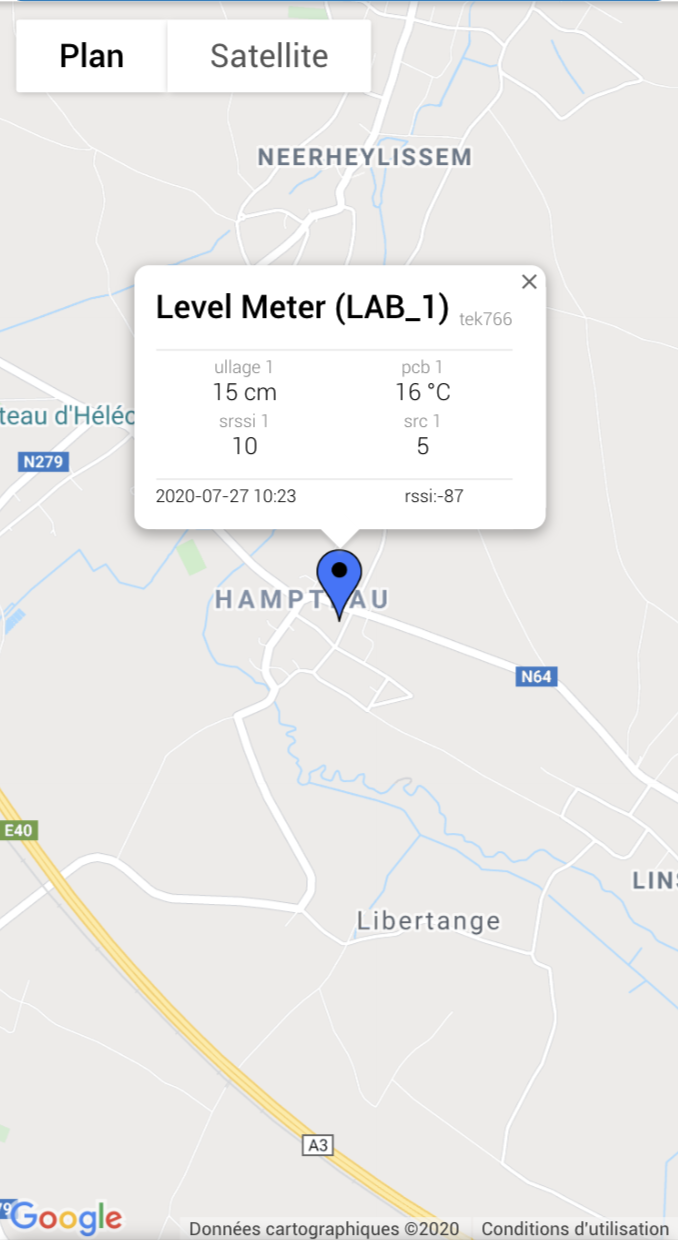 Plan Satellite
NEERHEYLISSEM
Level Meter (LAB_1) tek766
ullage 1 pcb 1
15 cm 16 °C
srssi 1 src 1
10 5
2020-07-27 10:23 rssi:-87
teau d'Héléc
N279
HAMPT AU
N64
E40
LINS
Libertange
A3
Google
Données cartographiques ©2020 Conditions d'utilisation